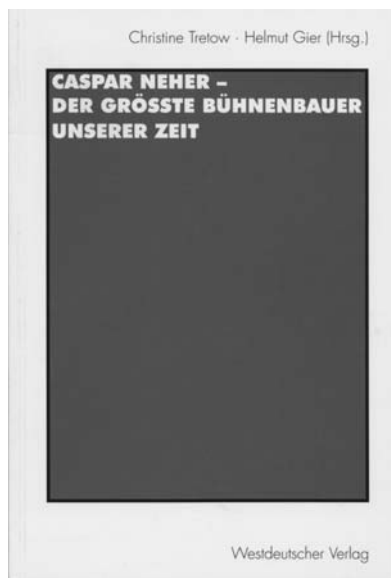 Christine Tretow · Helmut Gier (Hrsg.)
CASPAR NEHER –
DER GRÖSSTE BÜHNENBAUER
UNSERER ZEIT
Westdeutscher Verlag